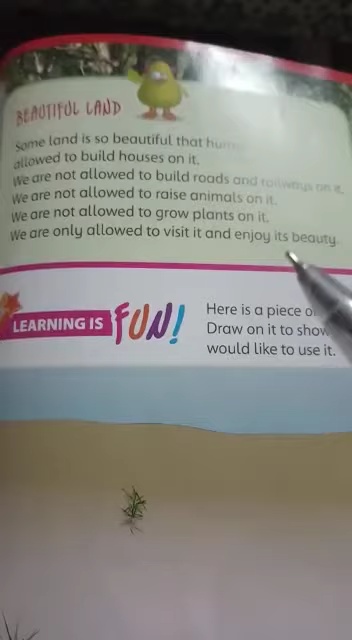 BEAUTIFUL LAND
Some land is so beautiful that
allowed to build houses on it.
We are not allowed to build roads and railways on it.
We are not allowed to raise animals on it.
We are not allowed to grow plants on it.
We are only allowed to visit it and enjoy its beauty.
LEARNING IS FUN!
Here is a piece
Draw on it to show
would like to use it.